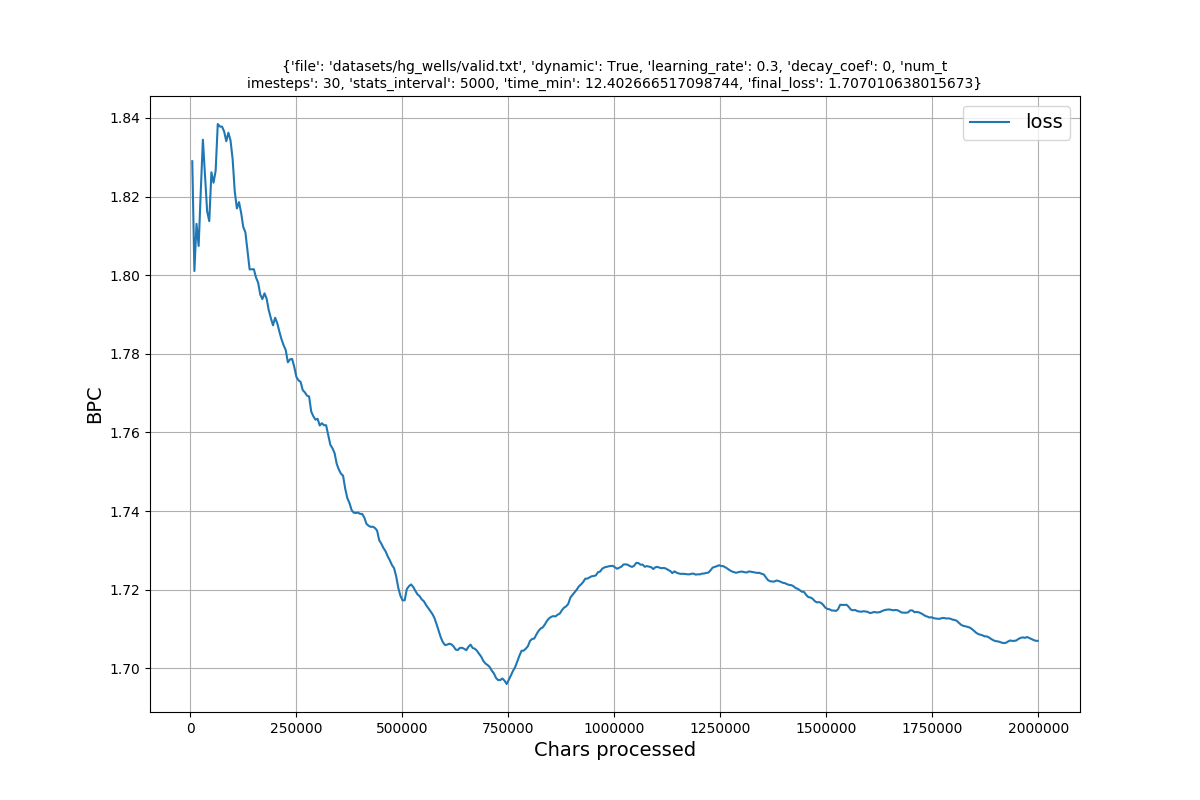 {'file': 'datasets/hg_wells/valid.txt', 'dynamic': True, 'learning_rate': 0.3, 'decay_coef': 0, 'num_t
imesteps': 30, 'stats_interval': 5000, 'time_min': 12.402666517098744, 'final_loss': 1.707010638015673}
loss
1.84
1.82
1.80
1.78
1.76
1.74
1.72
1.70
BPC
0 250000 500000 750000 1000000 1250000 1500000 1750000 2000000
Chars processed